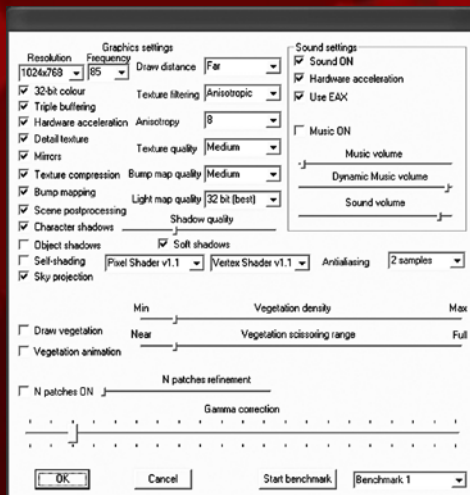 Graphics settings
Resolution
Frequency
1024x768
85
Draw distance
Far
32-bit colour
Triple buffering
Texture filtering
Anisotropic
Hardware acceleration
Anisotropy
8
Detail texture
Mirrors
Texture quality
Medium
Texture compression
Bump map quality
Medium
Bump mapping
Light map quality
32 bit (best)
Scene postprocessing
Character shadows
Shadow quality
Object shadows
Soft shadows
Self-shading
Pixel Shader v1.1
Vertex Shader v1.1
Antialiasing
2 samples
Sky projection
Sound settings
Sound ON
Hardware acceleration
Use EAX
Music ON
Music volume
Dynamic Music volume
Sound volume
Min
Vegetation density
Max
Draw vegetation
Near
Vegetation scissoring range
Full
Vegetation animation
N patches refinement
N patches ON
Gamma correction
OK
Cancel
Start benchmark
Benchmark 1